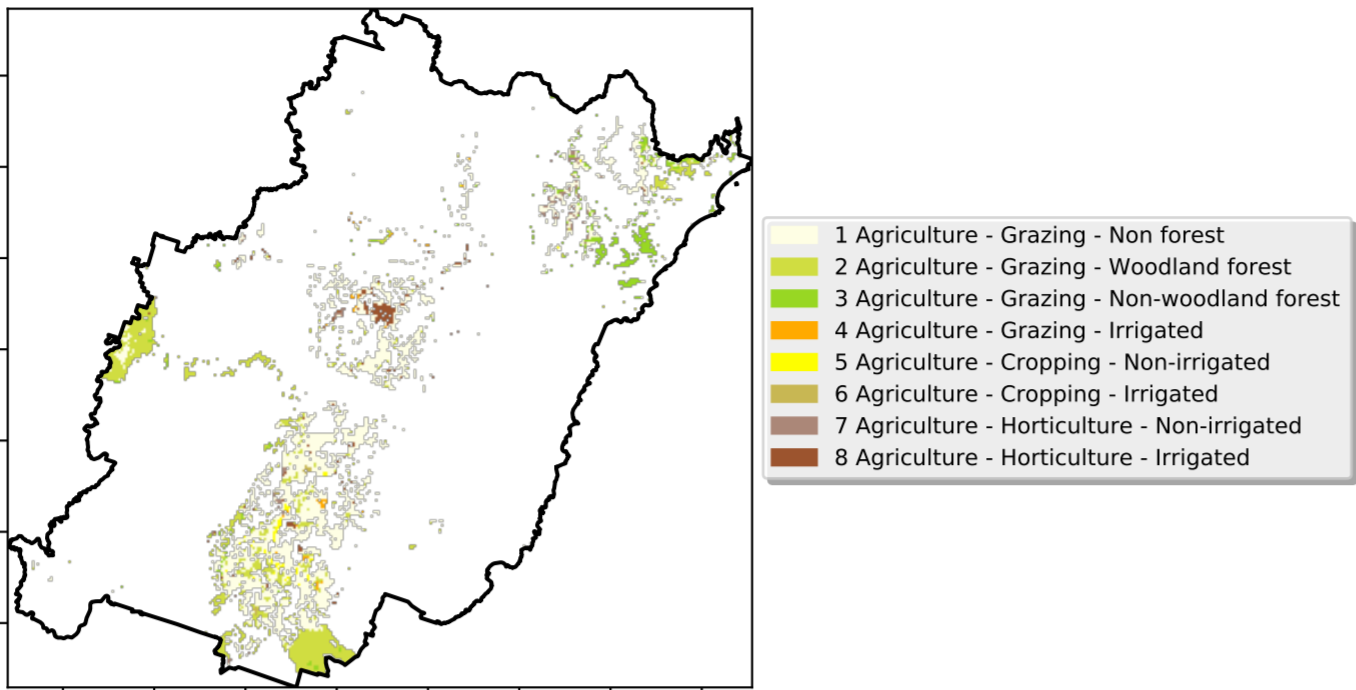 1 Agriculture - Grazing - Non forest
2 Agriculture - Grazing - Woodland forest
3 Agriculture - Grazing - Non-woodland forest
4 Agriculture - Grazing - Irrigated
5 Agriculture - Cropping - Non-irrigated
6 Agriculture - Cropping - Irrigated
7 Agriculture - Horticulture - Non-irrigated
8 Agriculture - Horticulture - Irrigated